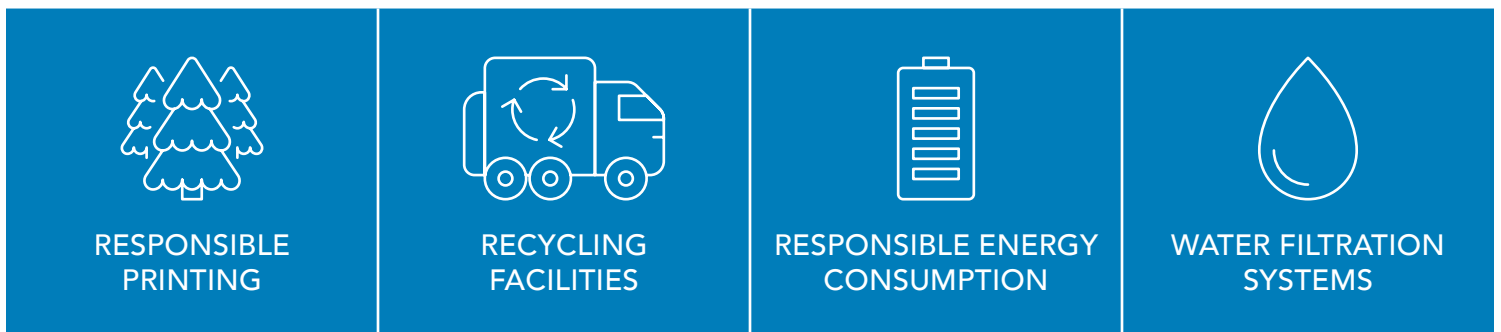 RESPONSIBLE
PRINTING
RECYCLING
FACILITIES
RESPONSIBLE ENERGY
CONSUMPTION
WATER FILTRATION
SYSTEMS